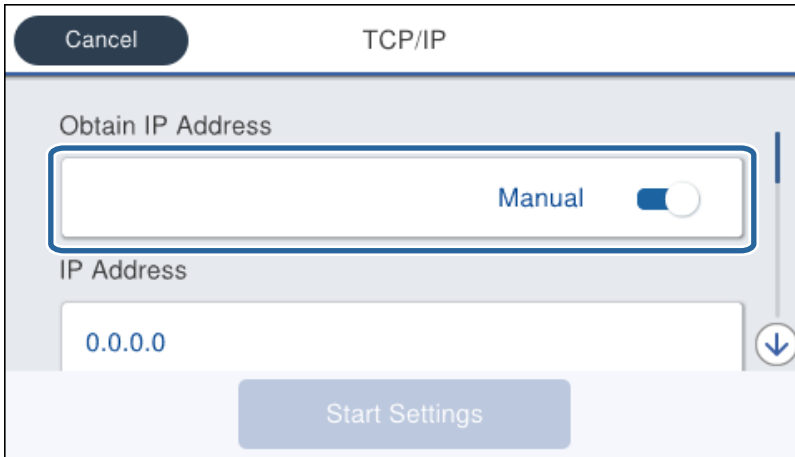 Cancel
TCP/IP
Obtain IP Address
Manual
IP Address
0.0.0.0
Start Settings